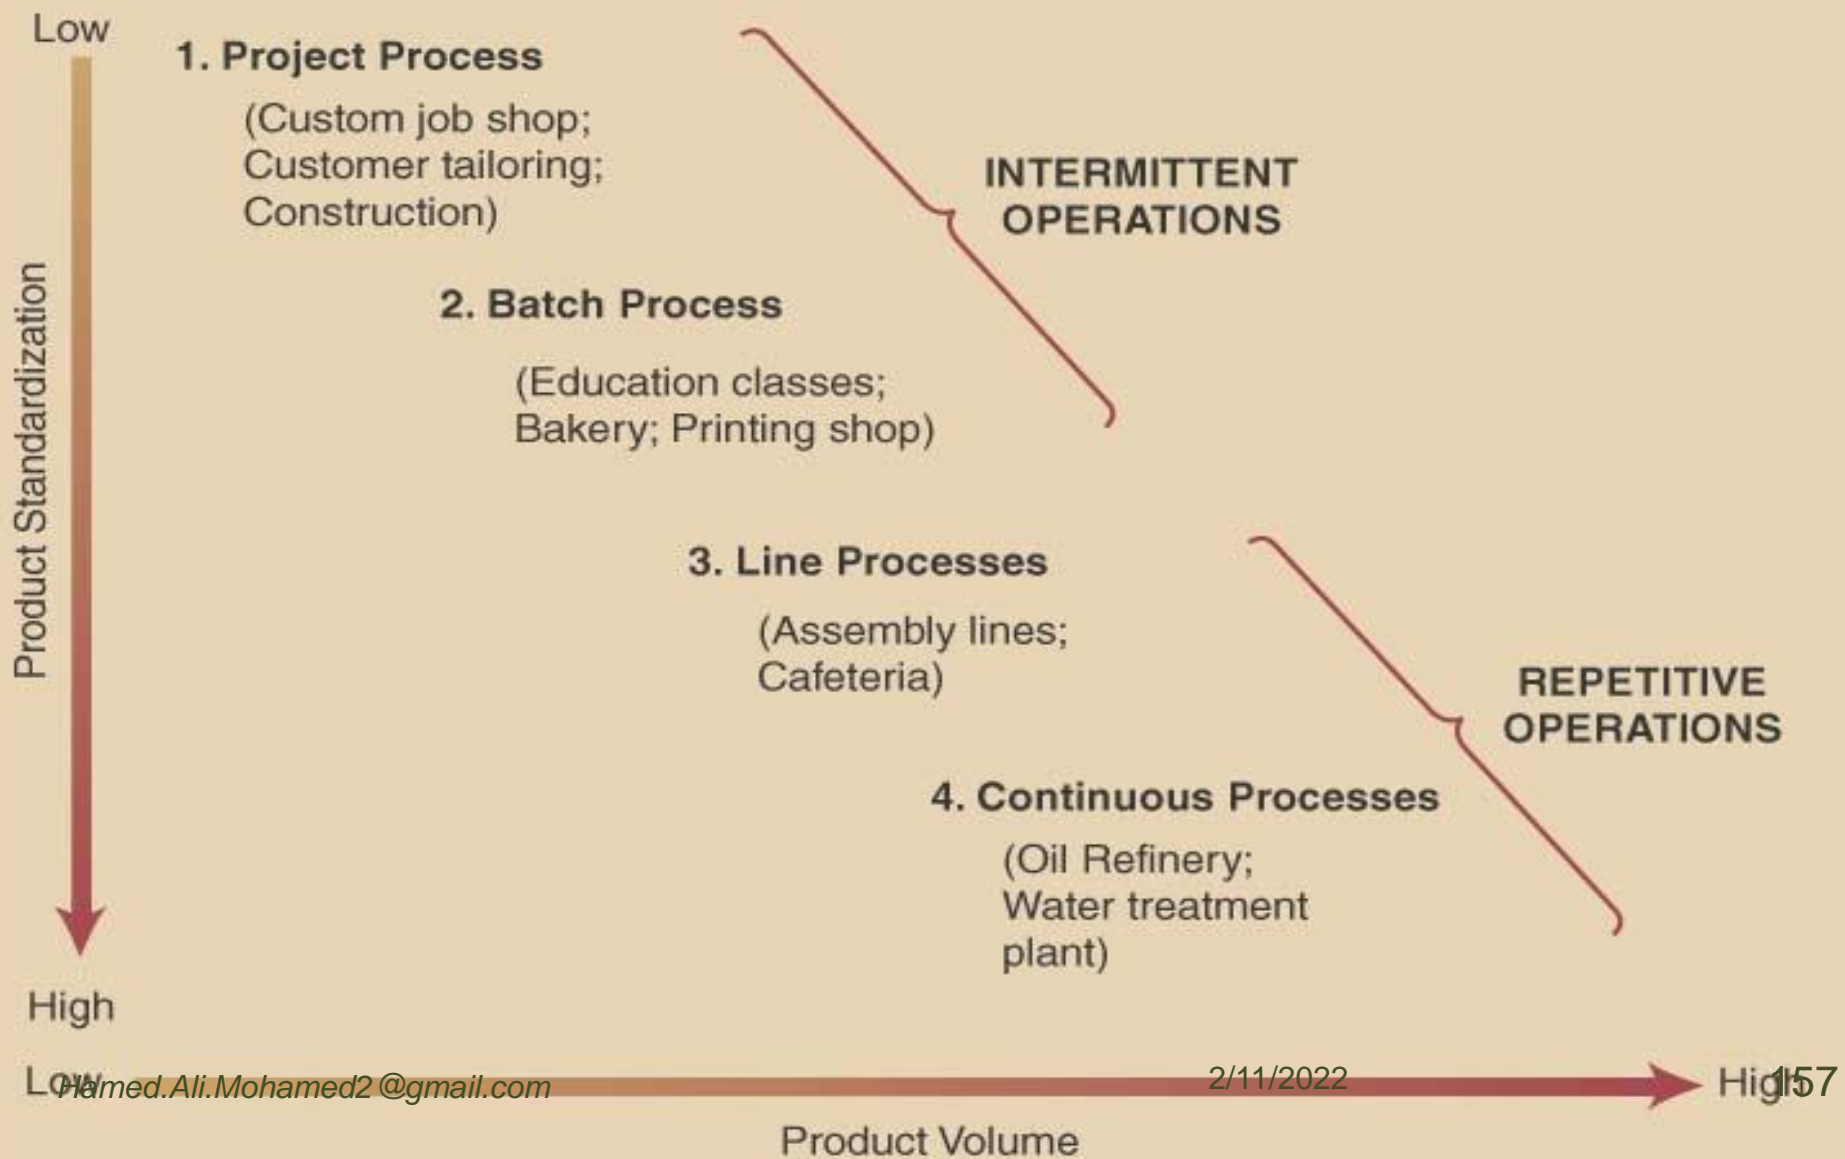 Low
1. Project Process
(Custom job shop;
Customer tailoring;
Construction)
INTERMITTENT
OPERATIONS
2. Batch Process
(Education classes;
Bakery; Printing shop)
Product Standardization
3. Line Processes
(Assembly lines;
Cafeteria)
REPETITIVE
OPERATIONS
4. Continuous Processes
(Oil Refinery;
Water treatment
plant)
High
Low
Hamed.Ali.Mohamed2@gmail.com
2/11/2022
High
157
Product Volume